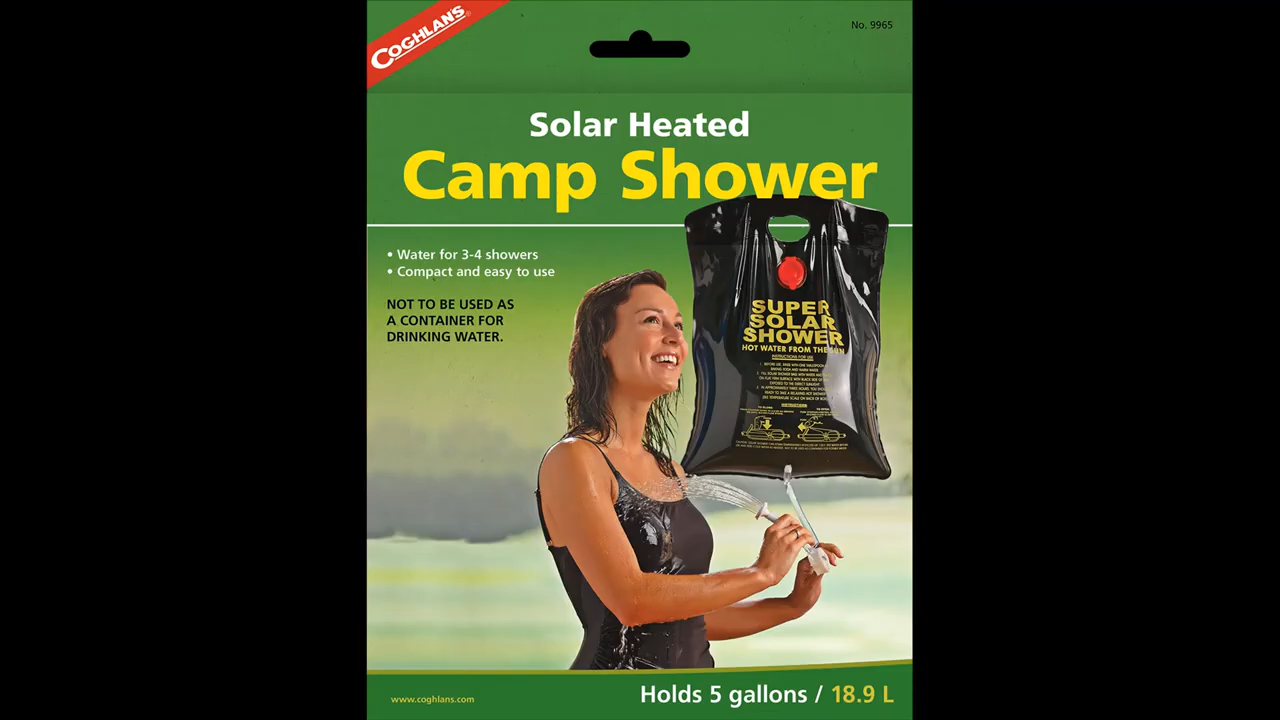 COGHLAN'S®
No. 9965
Solar Heated
Camp Shower
• Water for 3-4 showers
• Compact and easy to use
NOT TO BE USED AS
A CONTAINER FOR
DRINKING WATER.
SUPER
SOLAR
SHOWER
HOT WATER FROM THE SUN
INSTRUCTIONS FOR USE
www.coghlans.com
Holds 5 gallons / 18.9 L